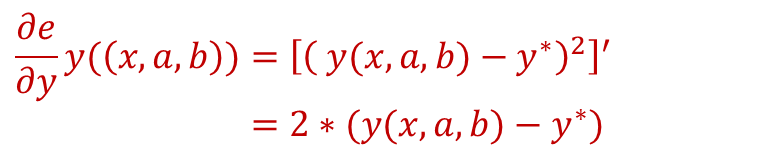 ∂e/∂y y((x, a, b)) = [( y(x, a, b) − y*)²]′
= 2 ∗ (y(x, a, b) − y*)